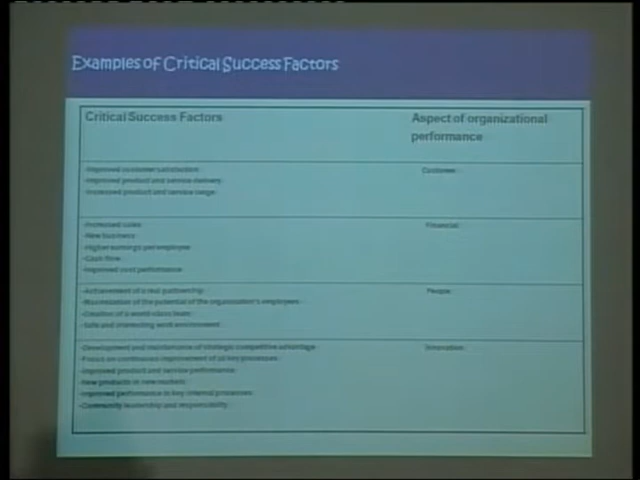 Examples of Critical Success Factors
Critical Success Factors
Aspect of organizational
performance
-Improved customer satisfaction
-Improved product and service delivery
-Increased product and service range
Customer
-Increased sales
-New business
-Higher earnings per employee
-Cash flow
-Improved cost performance
Financial
-Achievement of a real partnership
-Maximization of the potential of the organization's employees
-Creation of a world-class team
-Safe and interesting work environment
People
-Development and maintenance of strategic competitive advantage
-Focus on continuous improvement of all key processes
-Improved product and service performance
-New products in new markets
-Improved performance in key internal processes
-Community leadership and responsibility
Innovation